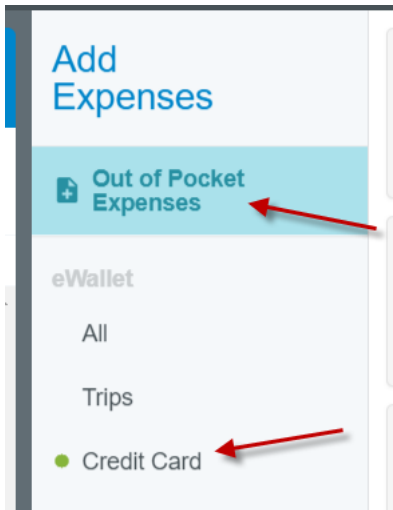 Add
Expenses
Out of Pocket
Expenses
eWallet
All
Trips
Credit Card